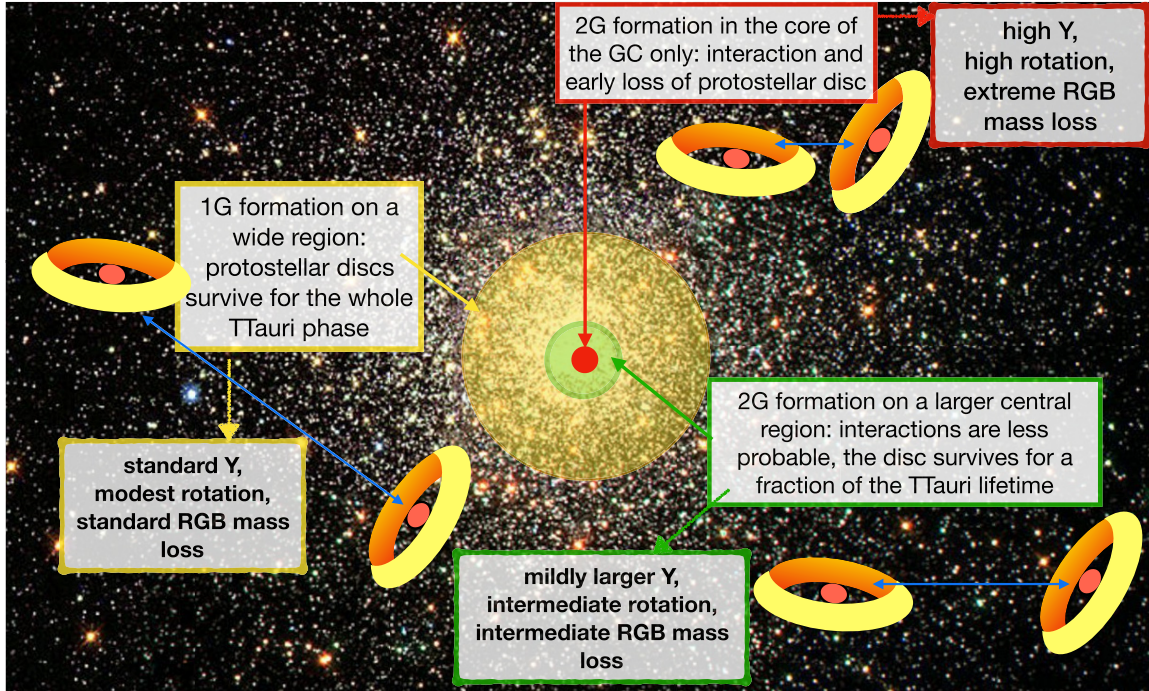 2G formation in the core of
the GC only: interaction and
early loss of protostellar disc
high Y,
high rotation,
extreme RGB
mass loss
1G formation on a
wide region:
protostellar discs
survive for the whole
TTauri phase
standard Y,
modest rotation,
standard RGB mass
loss
2G formation on a larger central
region: interactions are less
probable, the disc survives for a
fraction of the TTauri lifetime
mildly larger Y,
intermediate rotation,
intermediate RGB mass
loss